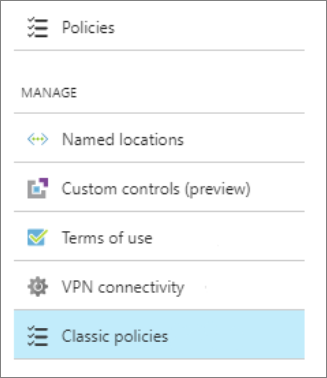 Policies
MANAGE
Named locations
Custom controls (preview)
Terms of use
VPN connectivity
Classic policies